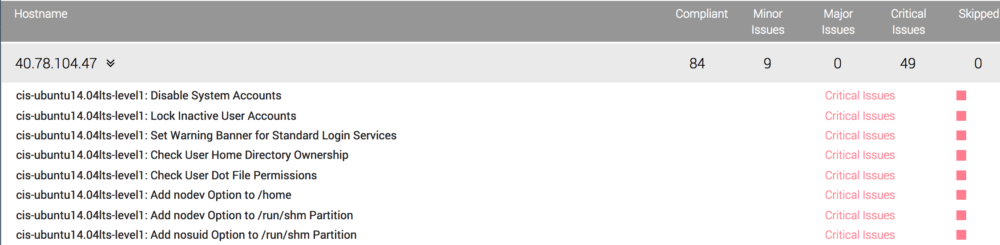 Hostname Compliant Minor Issues Major Issues Critical Issues Skipped
40.78.104.47 84 9 0 49 0
cis-ubuntu14.04lts-level1: Disable System Accounts Critical Issues
cis-ubuntu14.04lts-level1: Lock Inactive User Accounts Critical Issues
cis-ubuntu14.04lts-level1: Set Warning Banner for Standard Login Services Critical Issues
cis-ubuntu14.04lts-level1: Check User Home Directory Ownership Critical Issues
cis-ubuntu14.04lts-level1: Check User Dot File Permissions Critical Issues
cis-ubuntu14.04lts-level1: Add nodev Option to /home Critical Issues
cis-ubuntu14.04lts-level1: Add nodev Option to /run/shm Partition Critical Issues
cis-ubuntu14.04lts-level1: Add nosuid Option to /run/shm Partition Critical Issues